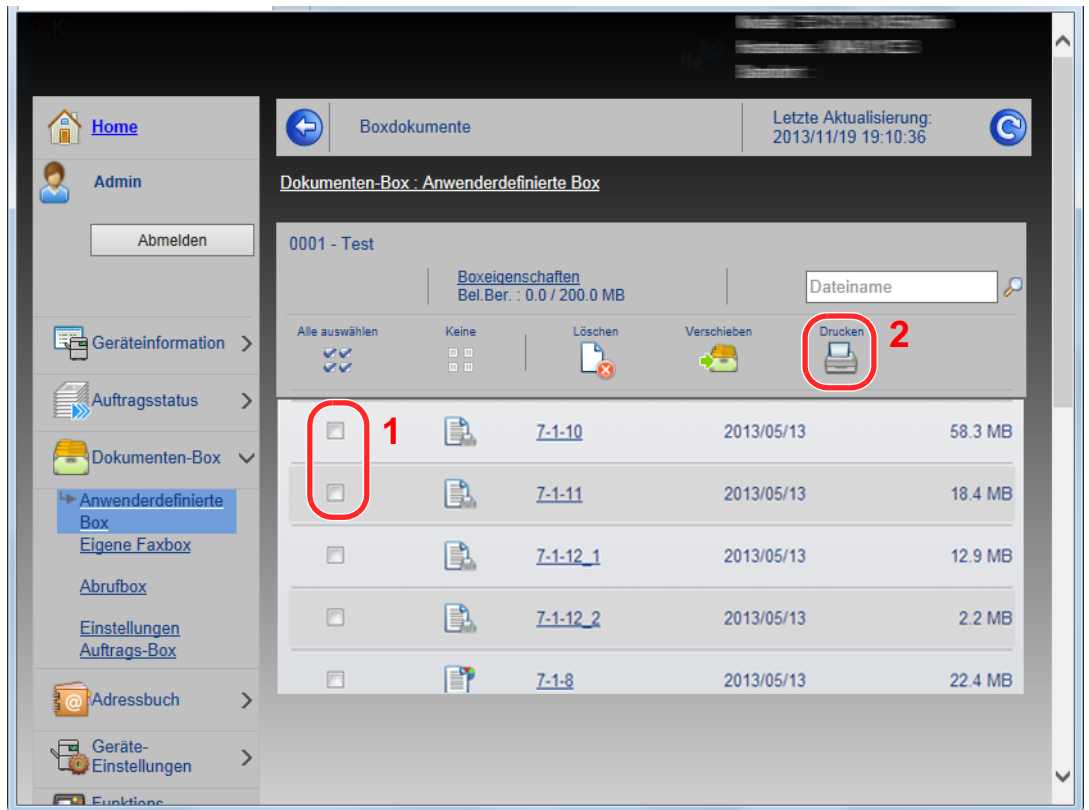 Home
Admin
Abmelden
Geräteinformation
Auftragsstatus
Dokumenten-Box
Anwenderdefinierte
Box
Eigene Faxbox
Abrufbox
Einstellungen
Auftrags-Box
Adressbuch
Geräte-
Einstellungen
Funktions
Boxdokumente
Letzte Aktualisierung:
2013/11/19 19:10:36
Dokumenten-Box : Anwenderdefinierte Box
0001 - Test
Boxeigenschaften
Bel.Ber. : 0.0 / 200.0 MB
Dateiname
Alle auswählen Keine Löschen Verschieben Drucken 2
1 7-1-10 2013/05/13 58.3 MB
7-1-11 2013/05/13 18.4 MB
7-1-12_1 2013/05/13 12.9 MB
7-1-12_2 2013/05/13 2.2 MB
7-1-8 2013/05/13 22.4 MB